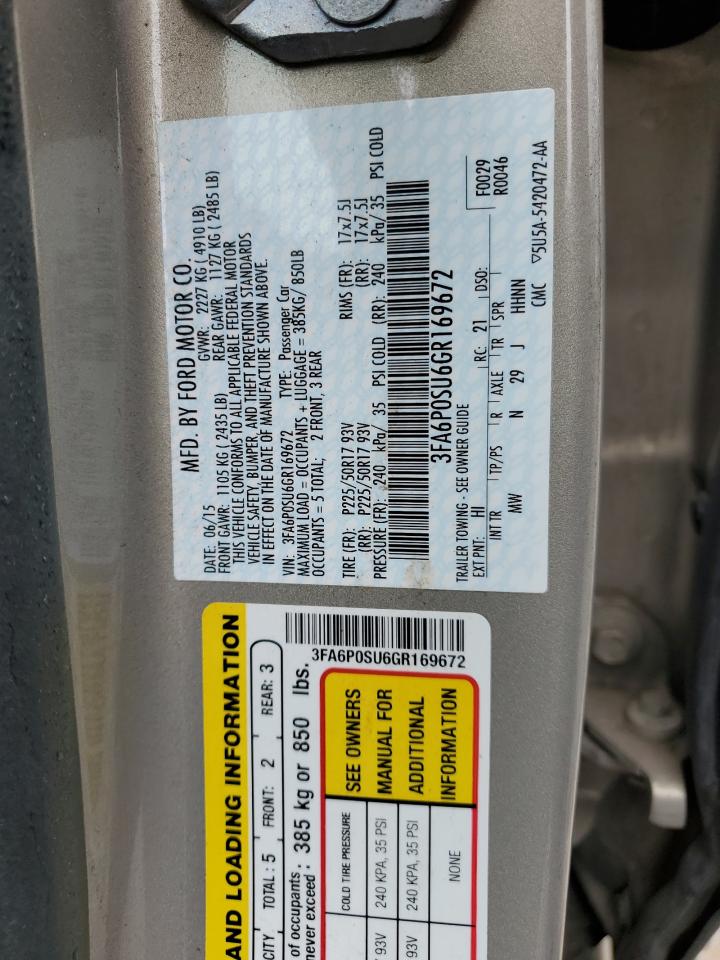 MFD. BY FORD MOTOR CO.
DATE: 06/15 GVWR: 2227 KG ( 4910 LB)
FRONT GAWR: 1105 KG ( 2435 LB) REAR GAWR: 1127 KG ( 2485 LB)
THIS VEHICLE CONFORMS TO ALL APPLICABLE FEDERAL MOTOR
VEHICLE SAFETY, BUMPER, AND THEFT PREVENTION STANDARDS
IN EFFECT ON THE DATE OF MANUFACTURE SHOWN ABOVE.
VIN: 3FA6P0SU6GR169672 TYPE: Passenger Car
MAXIMUM LOAD = OCCUPANTS + LUGGAGE = 385KG/ 850LB
OCCUPANTS = 5 TOTAL: 2 FRONT, 3 REAR
TIRE (FR): P225/50R17 93V RIMS (FR): 17x7.5J
(RR): P225/50R17 93V (RR): 17x7.5J
PRESSURE (FR): 240 kPa/ 35 PSI COLD (RR): 240 kPa/ 35 PSI COLD
3FA6P0SU6GR169672
TRAILER TOWING - SEE OWNER GUIDE
EXT PNT: HI RC: 21 DSO: F0029
R0046
INT TR TP/PS R AXLE TR SPR
MW N 29 J HHNN
CMC ▽5U5A-5420472-AA
AND LOADING INFORMATION
CITY TOTAL : 5 FRONT: 2 REAR: 3
of occupants :
never exceed : 385 kg or 850 lbs.
3FA6P0SU6GR169672
COLD TIRE PRESSURE
93V 240 KPA, 35 PSI
93V 240 KPA, 35 PSI
NONE
SEE OWNERS
MANUAL FOR
ADDITIONAL
INFORMATION